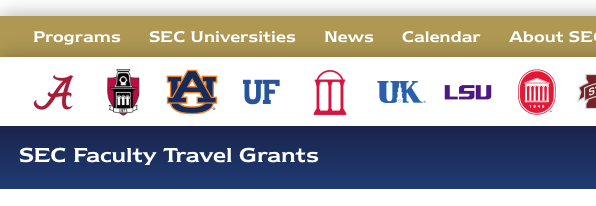 Programs SEC Universities News Calendar About SEC
A AU UF UK LSU
SEC Faculty Travel Grants